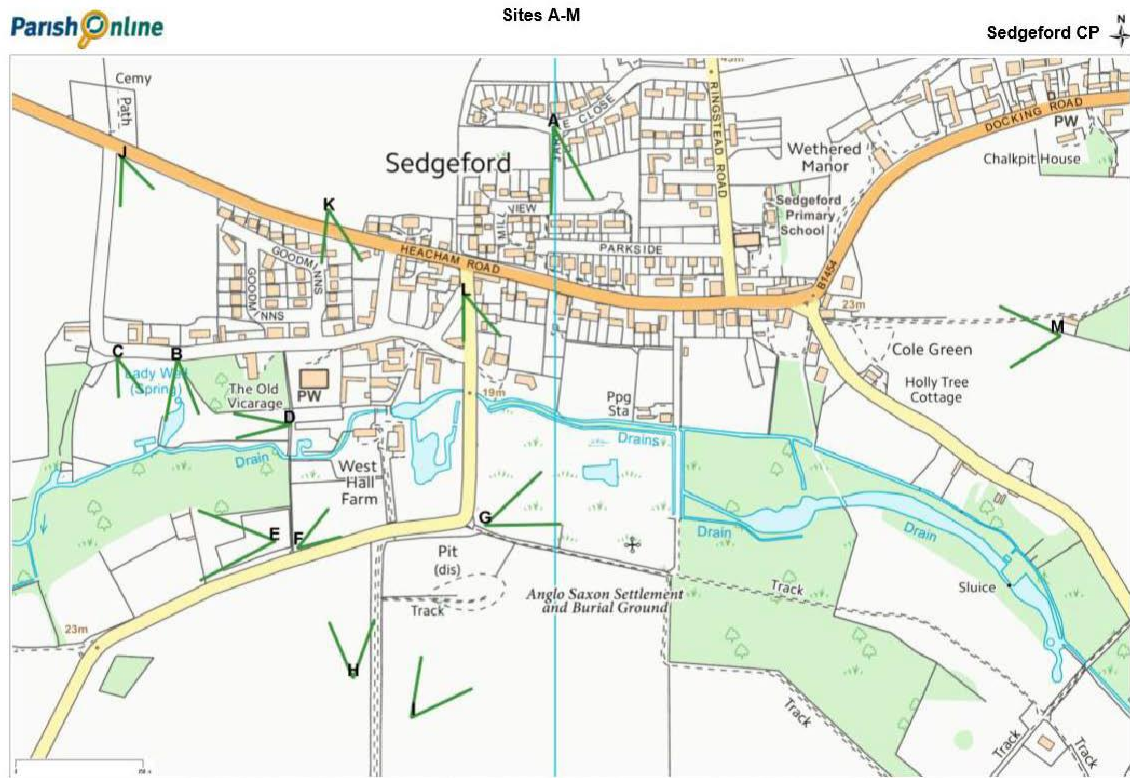 Parish Online
Sites A-M
Sedgeford CP
N
Cemy
Path
A
CLOSE
RINGSTEAD ROAD
DOCKING ROAD
PW
Chalkpit House
Wethered
Manor
Sedgeford
J
K
VIEW
Sedgeford
Primary
School
PARKSIDE
HEACHAM ROAD
B1454
23m
GOODMINNS
GOODMINNS
L
M
Cole Green
Holly Tree
Cottage
C
B
Lady Well
(Spring)
The Old
Vicarage
PW
19m
Ppg
Sta
D
Drain
Drains
West
Hall
Farm
E
F
G
Drain
Drain
Pit
(dis)
Track
Anglo Saxon Settlement
and Burial Ground
Track
Sluice
23m
H
I
Track
Track
Track